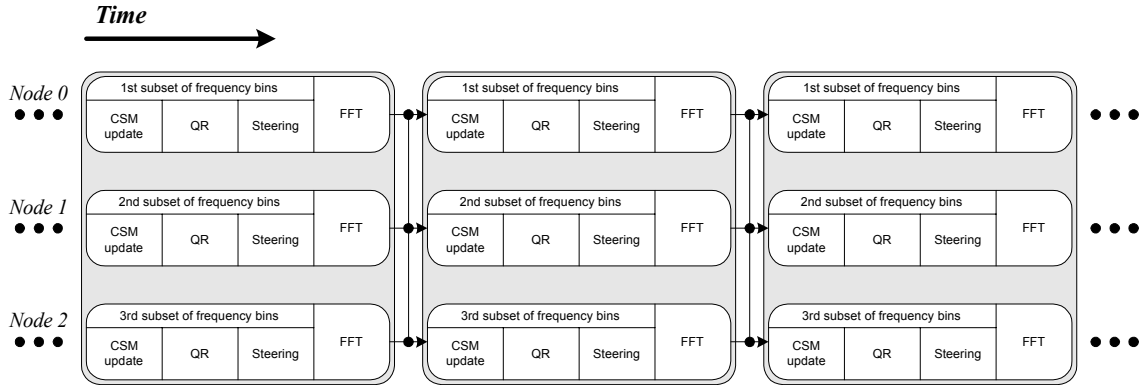 Time
Node 0
1st subset of frequency bins
CSM
update
QR
Steering
FFT
1st subset of frequency bins
CSM
update
QR
Steering
FFT
1st subset of frequency bins
CSM
update
QR
Steering
FFT
Node 1
2nd subset of frequency bins
CSM
update
QR
Steering
FFT
2nd subset of frequency bins
CSM
update
QR
Steering
FFT
2nd subset of frequency bins
CSM
update
QR
Steering
FFT
Node 2
3rd subset of frequency bins
CSM
update
QR
Steering
FFT
3rd subset of frequency bins
CSM
update
QR
Steering
FFT
3rd subset of frequency bins
CSM
update
QR
Steering
FFT